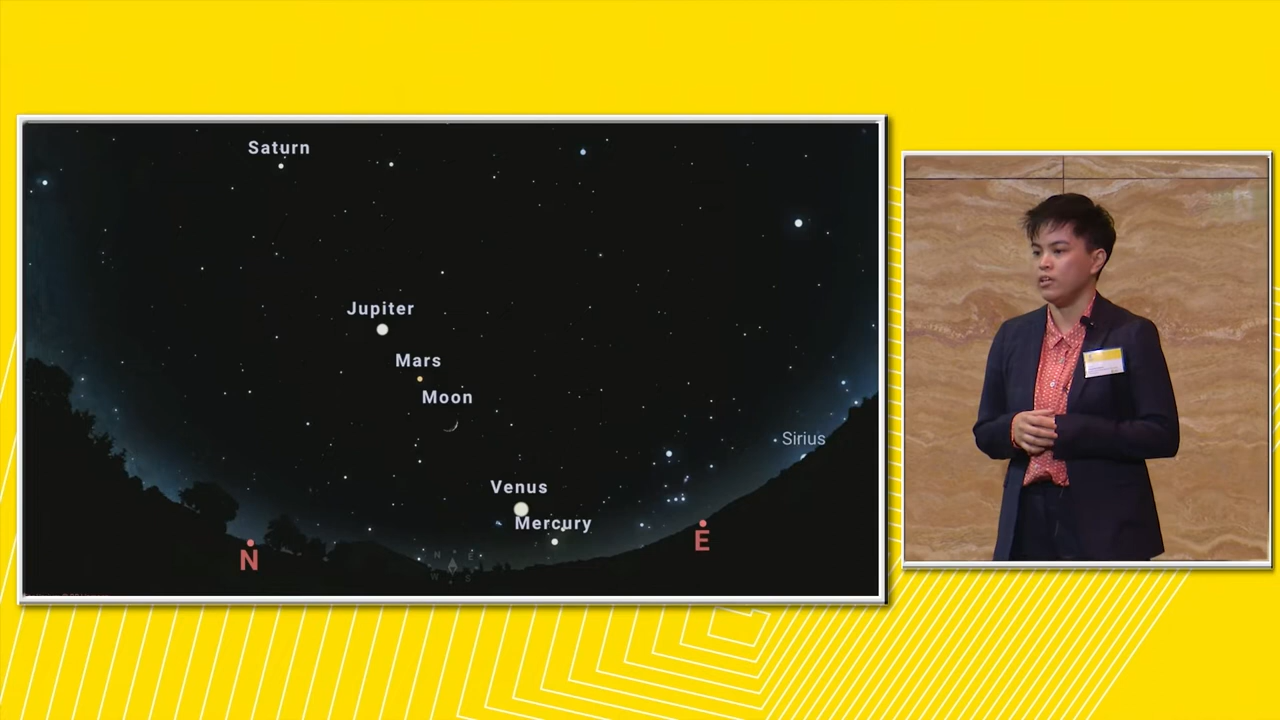 Saturn
Jupiter
Mars
Moon
Sirius
Venus
Mercury
N
E
N
E
W
S